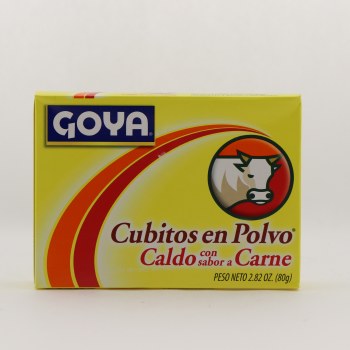 GOYA®
Cubitos en Polvo®
Caldo con sabor a Carne
PESO NETO 2.82 OZ. (80g)